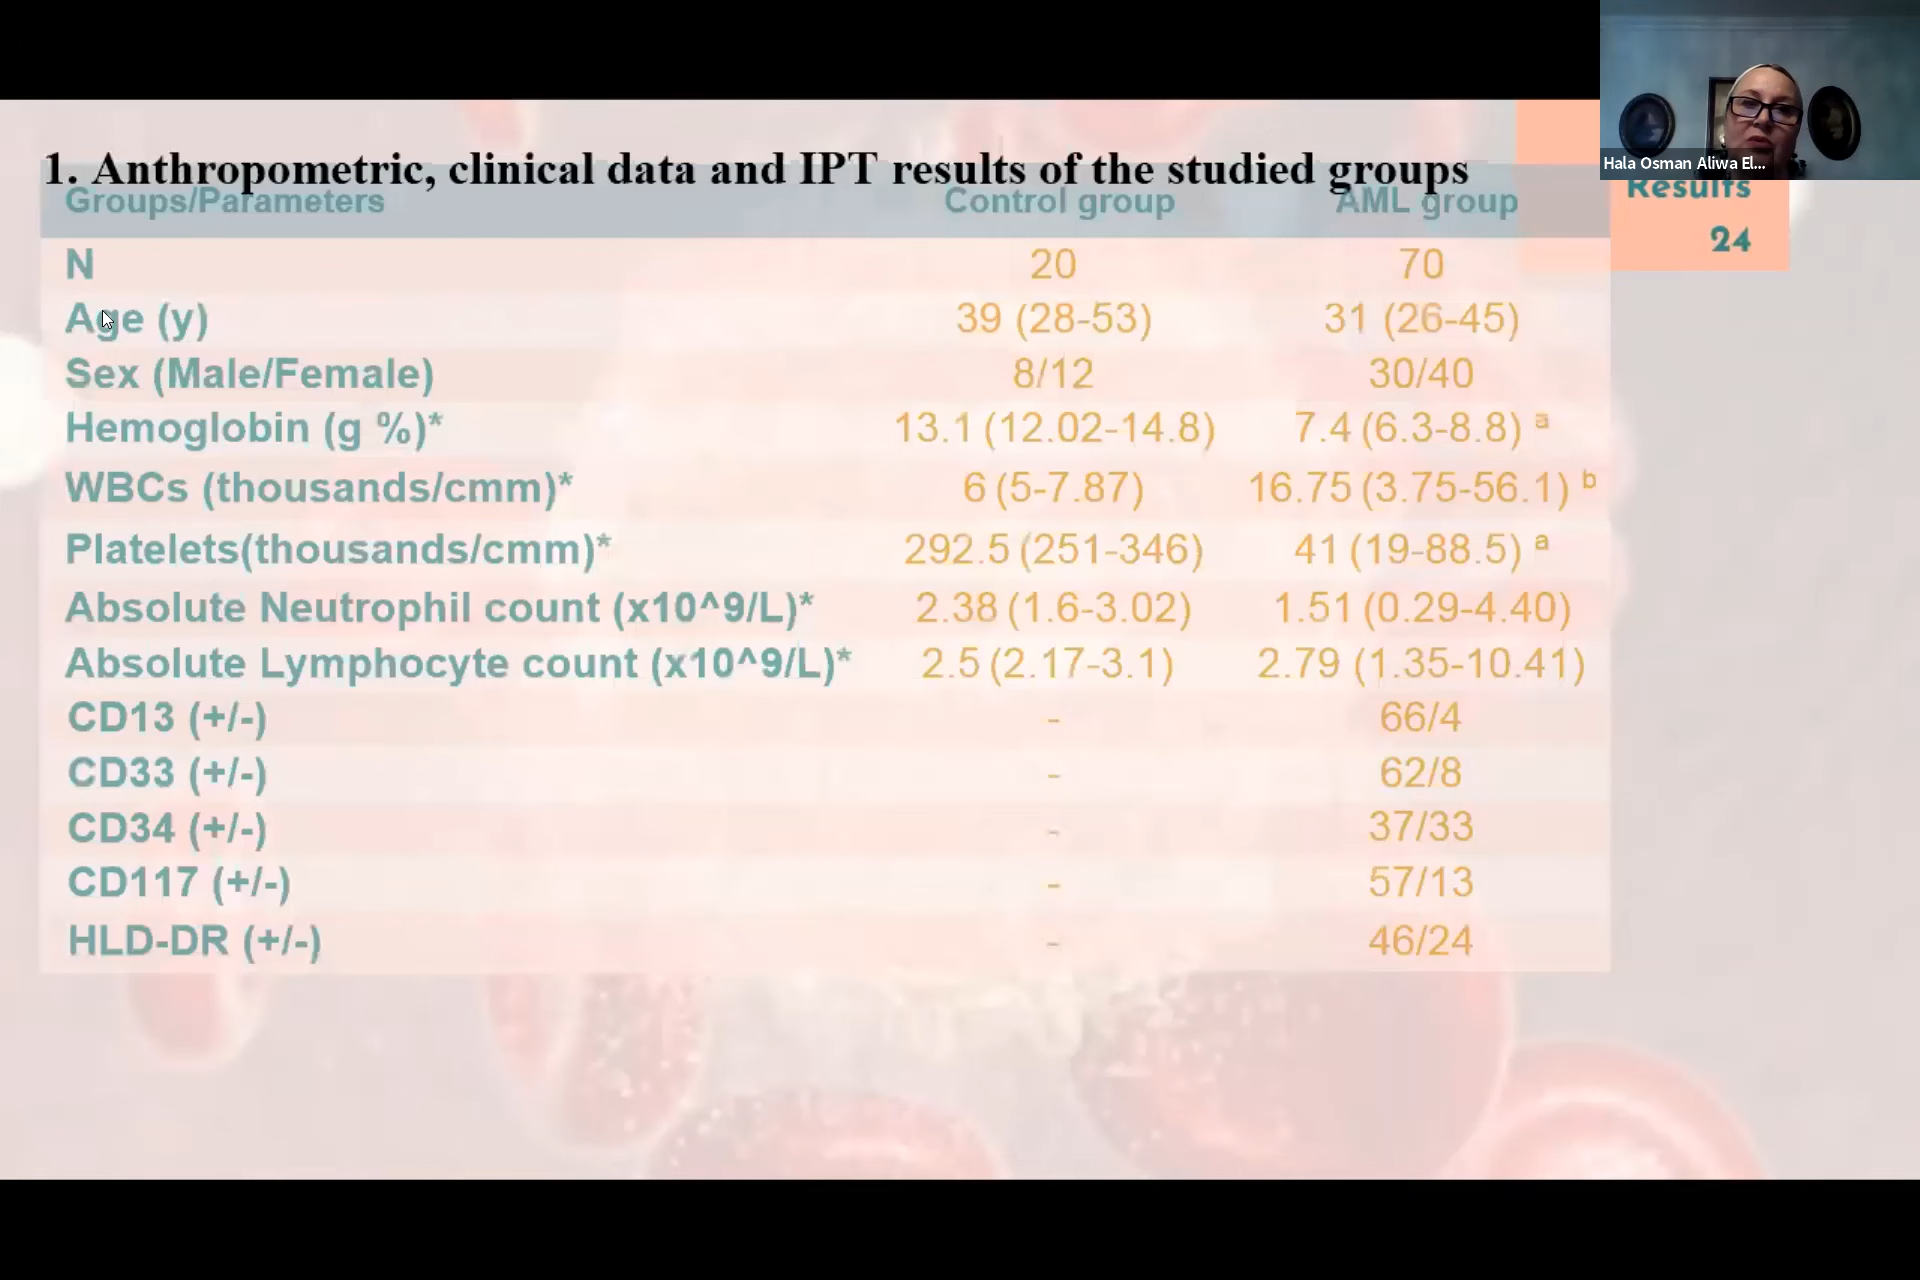 Hala Osman Aliwa El...
1. Anthropometric, clinical data and IPT results of the studied groups
Results
24
Groups/Parameters Control group AML group
N 20 70
Age (y) 39 (28-53) 31 (26-45)
Sex (Male/Female) 8/12 30/40
Hemoglobin (g %)* 13.1 (12.02-14.8) 7.4 (6.3-8.8) a
WBCs (thousands/cmm)* 6 (5-7.87) 16.75 (3.75-56.1) b
Platelets(thousands/cmm)* 292.5 (251-346) 41 (19-88.5) a
Absolute Neutrophil count (x10^9/L)* 2.38 (1.6-3.02) 1.51 (0.29-4.40)
Absolute Lymphocyte count (x10^9/L)* 2.5 (2.17-3.1) 2.79 (1.35-10.41)
CD13 (+/-) - 66/4
CD33 (+/-) - 62/8
CD34 (+/-) - 37/33
CD117 (+/-) - 57/13
HLD-DR (+/-) - 46/24